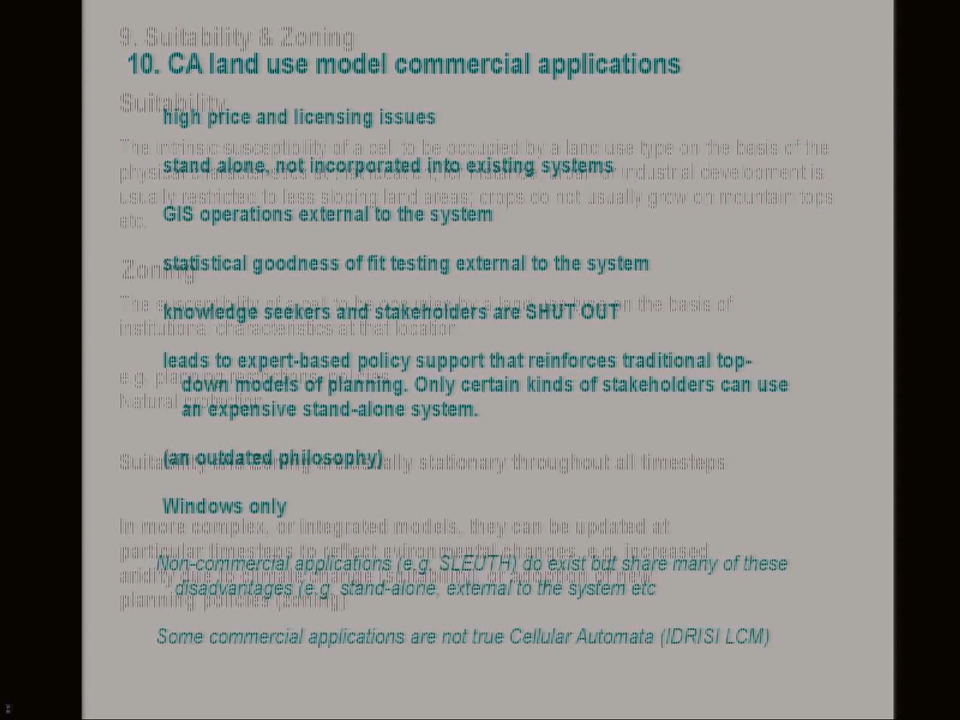 9. Suitability & Zoning
10. CA land use model commercial applications
Suitability
high price and licensing issues
The intrinsic susceptibility of a cell to be occupied by a land use type on the basis of the
stand alone, not incorporated into existing systems
industrial development is
usually restricted to less sloping land areas; crops do not usually grow on mountain tops
GIS operations external to the system
etc.
statistical goodness of fit testing external to the system
Zoning
The susceptibility of a cell to be on the basis of
knowledge seekers and stakeholders are SHUT OUT
institutional characteristics at that location
leads to expert-based policy support that reinforces traditional top-
e.g. planning
down models of planning. Only certain kinds of stakeholders can use
Natural protection
an expensive stand-alone system.
(an outdated philosophy)
stationary throughout all timesteps
Windows only
In more complex, or integrated models, they can be updated at
particular timesteps to reflect changes, e.g. increased
Non-commercial applications (e.g. SLEUTH) do exist but share many of these
aridity
disadvantages (e.g. stand-alone, external to the system etc
planning policies (zoning)
Some commercial applications are not true Cellular Automata (IDRISI LCM)